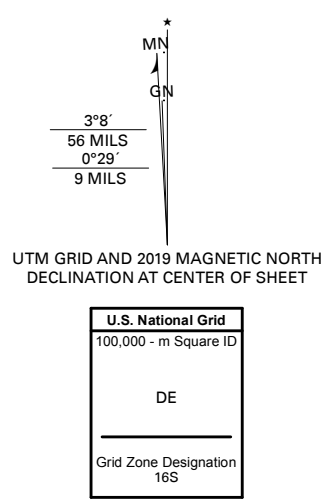 MN
GN
3°8´
56 MILS
0°29´
9 MILS
UTM GRID AND 2019 MAGNETIC NORTH
DECLINATION AT CENTER OF SHEET
U.S. National Grid
100,000 - m Square ID
DE
Grid Zone Designation
16S